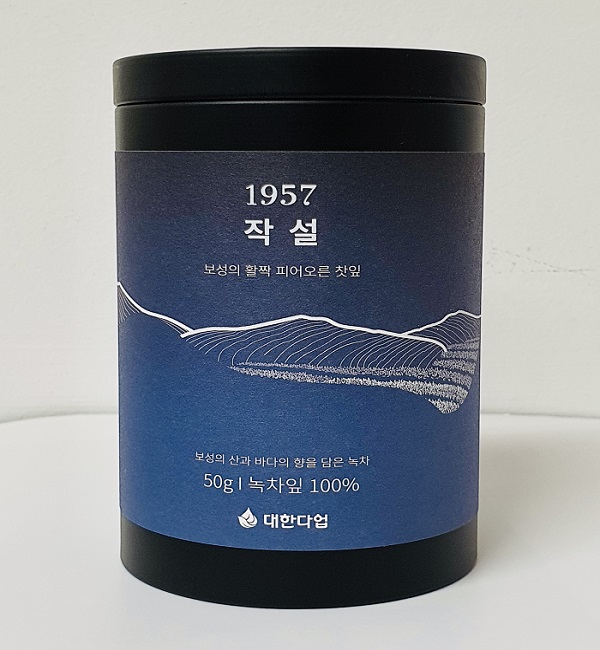 1957
작설
보성의 활짝 피어오른 찻잎
보성의 산과 바다의 향을 담은 녹차
50g | 녹차잎 100%
대한다업